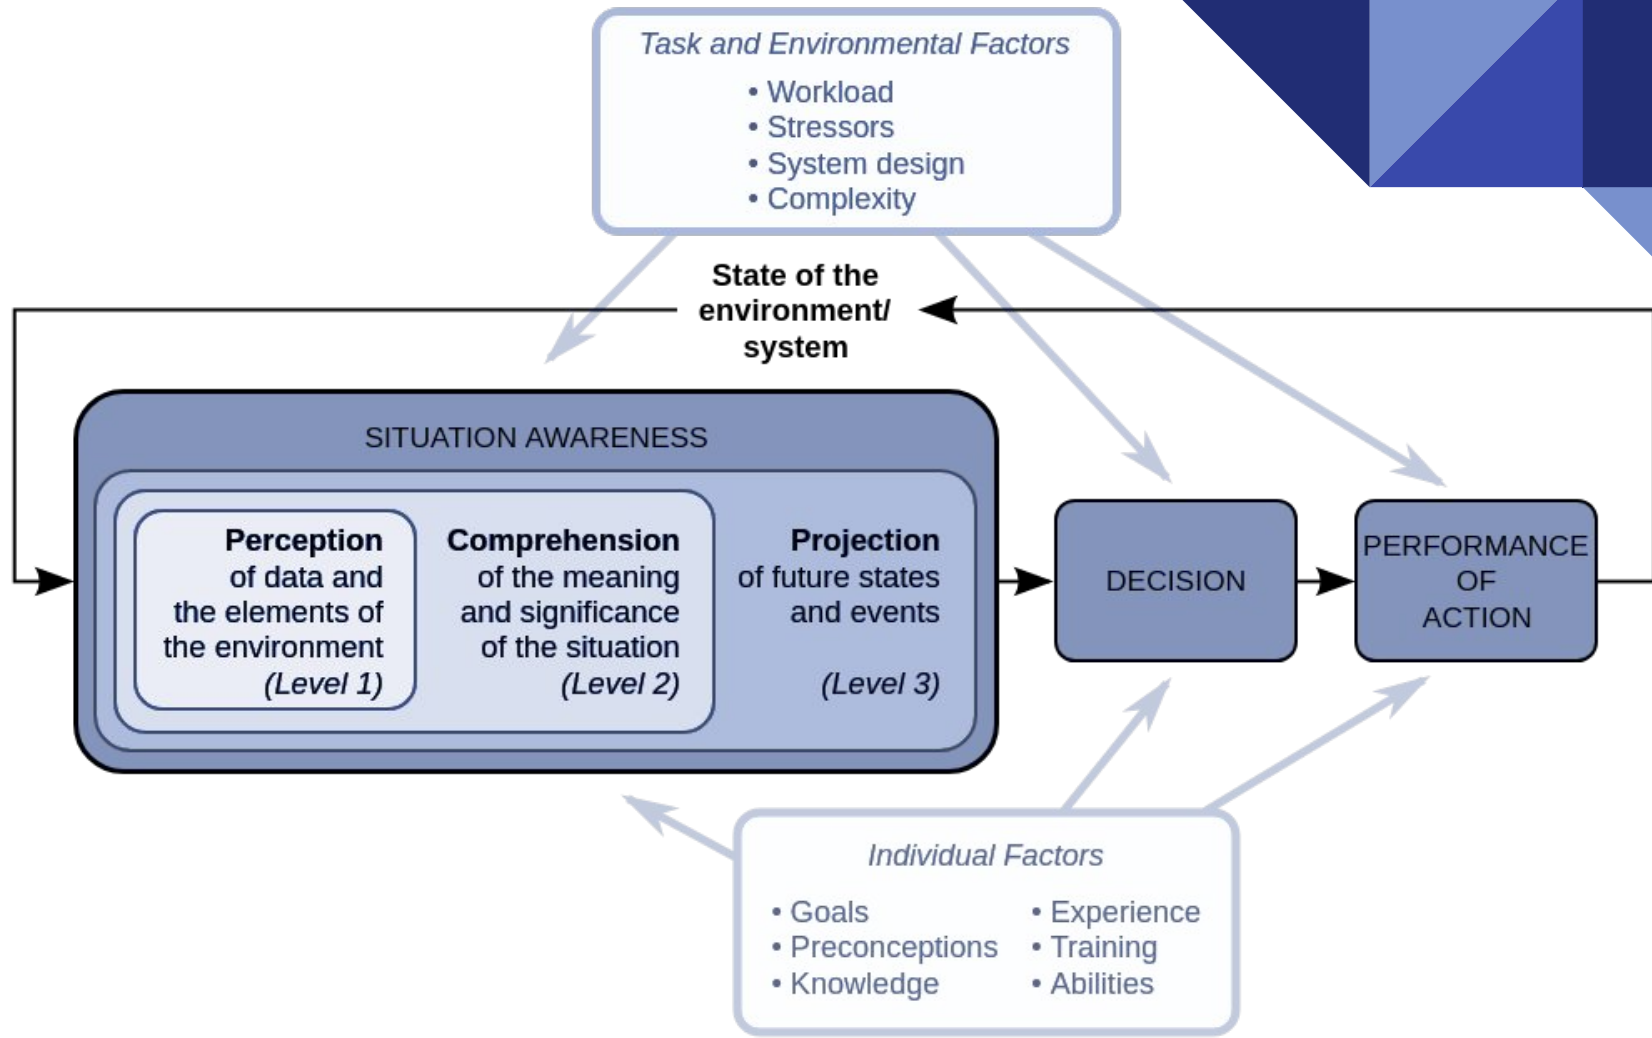 Task and Environmental Factors
• Workload
• Stressors
• System design
• Complexity
State of the
environment/
system
SITUATION AWARENESS
Perception
of data and
the elements of
the environment
(Level 1)
Comprehension
of the meaning
and significance
of the situation
(Level 2)
Projection
of future states
and events
(Level 3)
DECISION
PERFORMANCE
OF
ACTION
Individual Factors
• Goals
• Preconceptions
• Knowledge
• Experience
• Training
• Abilities